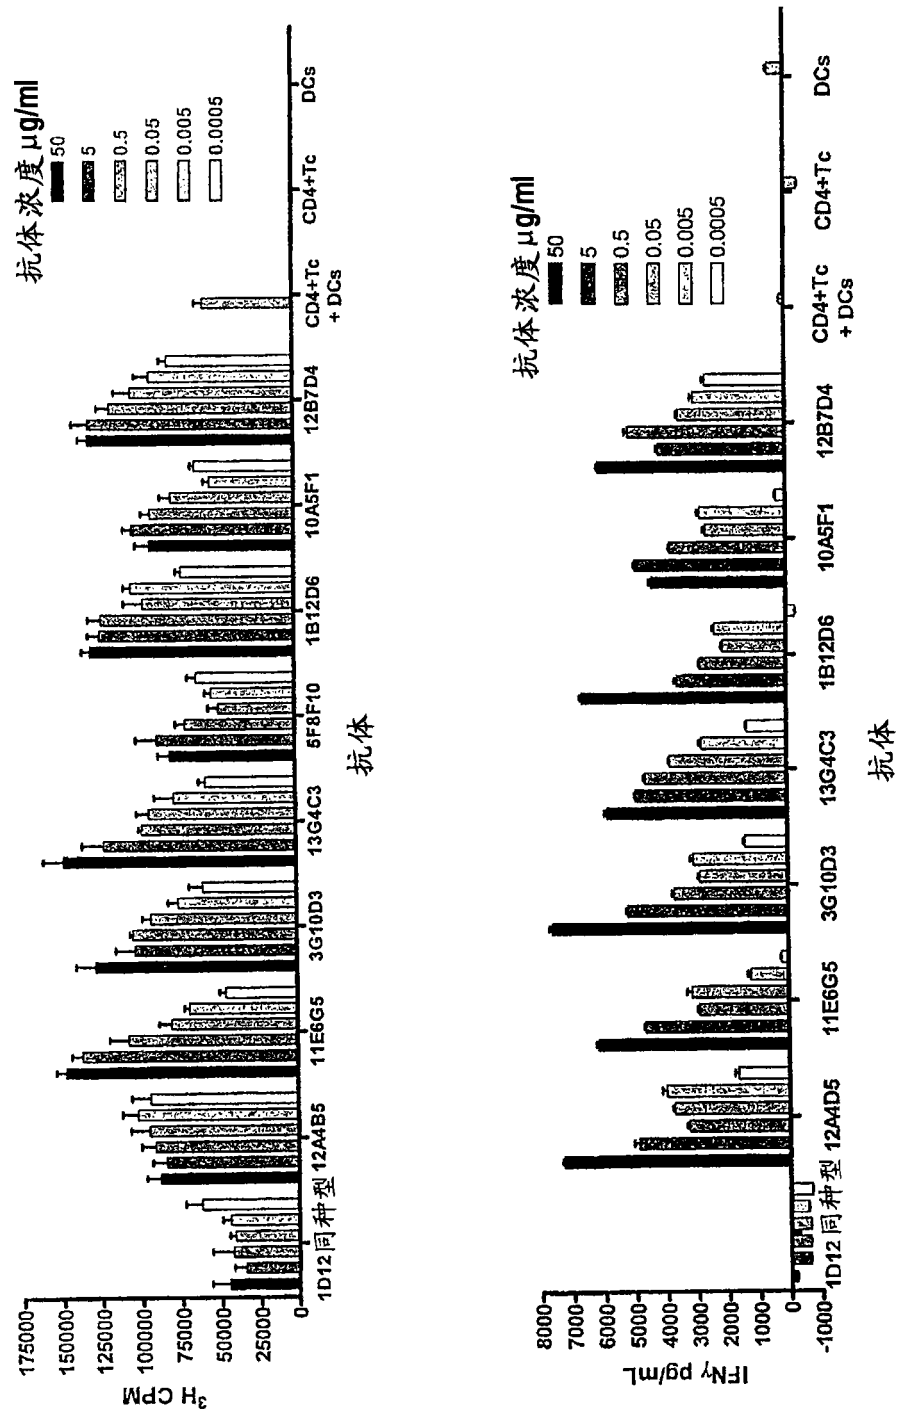 抗体浓度 μg/ml
50
5
0.5
0.05
0.005
0.0005
175000
150000
125000
100000
75000
50000
25000
0
³H CPM
1D12 同种型
12A4B5
11E6G5
3G10D3
13G4C3
5F8F10
1B12D6
10A5F1
12B7D4
CD4+Tc
+ DCs
CD4+Tc
DCs
抗体
抗体浓度 μg/ml
50
5
0.5
0.05
0.005
0.0005
8000
7000
6000
5000
4000
3000
2000
1000
0
-1000
IFNγ pg/mL
1D12 同种型
12A4D5
11E6G5
3G10D3
13G4C3
1B12D6
10A5F1
12B7D4
CD4+Tc
+ DCs
CD4+Tc
DCs
抗体